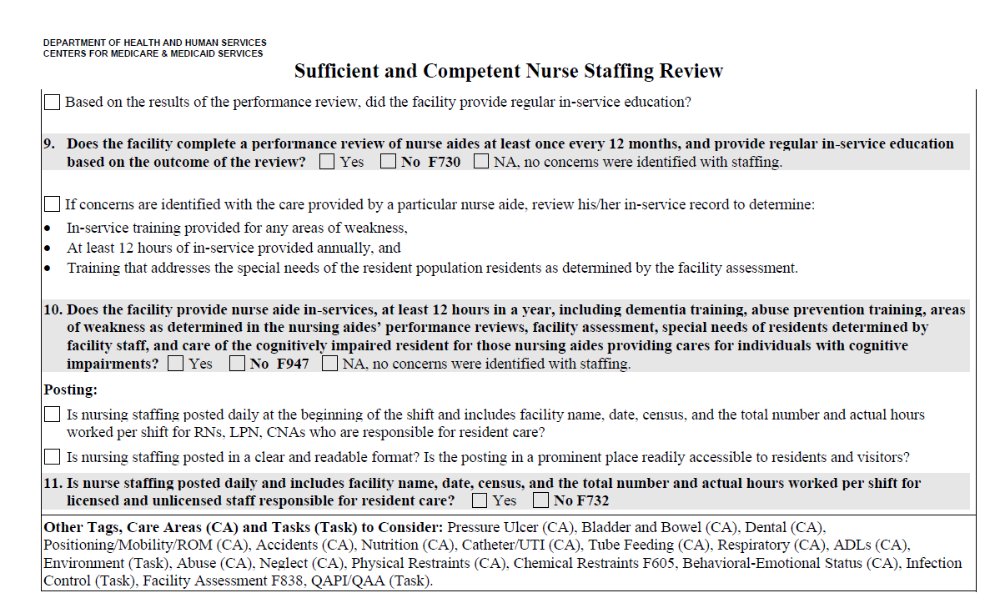 DEPARTMENT OF HEALTH AND HUMAN SERVICES
CENTERS FOR MEDICARE & MEDICAID SERVICES
Sufficient and Competent Nurse Staffing Review
Based on the results of the performance review, did the facility provide regular in-service education?
9. Does the facility complete a performance review of nurse aides at least once every 12 months, and provide regular in-service education
based on the outcome of the review? Yes No F730 NA, no concerns were identified with staffing.
If concerns are identified with the care provided by a particular nurse aide, review his/her in-service record to determine:
• In-service training provided for any areas of weakness,
• At least 12 hours of in-service provided annually, and
• Training that addresses the special needs of the resident population residents as determined by the facility assessment.
10. Does the facility provide nurse aide in-services, at least 12 hours in a year, including dementia training, abuse prevention training, areas
of weakness as determined in the nursing aides’ performance reviews, facility assessment, special needs of residents determined by
facility staff, and care of the cognitively impaired resident for those nursing aides providing cares for individuals with cognitive
impairments? Yes No F947 NA, no concerns were identified with staffing.
Posting:
Is nursing staffing posted daily at the beginning of the shift and includes facility name, date, census, and the total number and actual hours
worked per shift for RNs, LPN, CNAs who are responsible for resident care?
Is nursing staffing posted in a clear and readable format? Is the posting in a prominent place readily accessible to residents and visitors?
11. Is nurse staffing posted daily and includes facility name, date, census, and the total number and actual hours worked per shift for
licensed and unlicensed staff responsible for resident care? Yes No F732
Other Tags, Care Areas (CA) and Tasks (Task) to Consider: Pressure Ulcer (CA), Bladder and Bowel (CA), Dental (CA),
Positioning/Mobility/ROM (CA), Accidents (CA), Nutrition (CA), Catheter/UTI (CA), Tube Feeding (CA), Respiratory (CA), ADLs (CA),
Environment (Task), Abuse (CA), Neglect (CA), Physical Restraints (CA), Chemical Restraints F605, Behavioral-Emotional Status (CA), Infection
Control (Task), Facility Assessment F838, QAPI/QAA (Task).